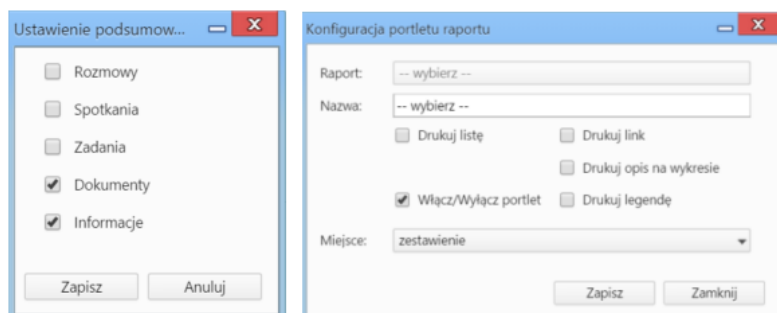 Ustawienie podsumow...
Rozmowy
Spotkania
Zadania
Dokumenty
Informacje
Zapisz Anuluj
Konfiguracja portletu raportu
Raport: -- wybierz --
Nazwa: -- wybierz --
Drukuj listę Drukuj link
Drukuj opis na wykresie
Włącz/Wyłącz portlet Drukuj legendę
Miejsce: zestawienie
Zapisz Zamknij